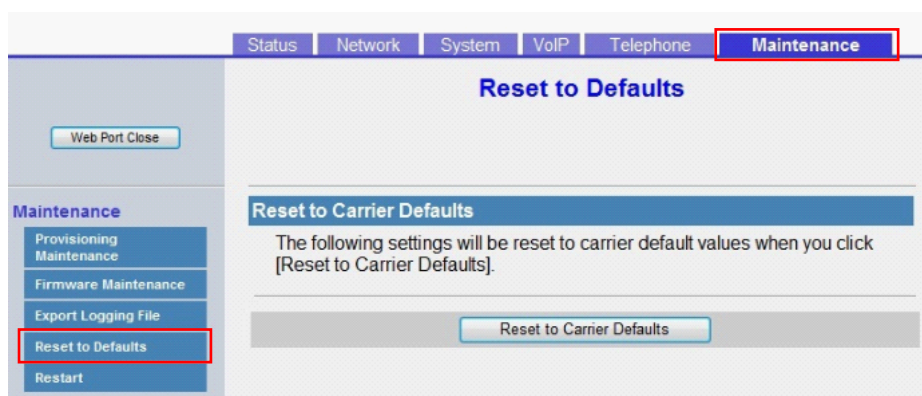 Status Network System VoIP Telephone Maintenance
Reset to Defaults
Web Port Close
Maintenance
Provisioning
Maintenance
Firmware Maintenance
Export Logging File
Reset to Defaults
Restart
Reset to Carrier Defaults
The following settings will be reset to carrier default values when you click
[Reset to Carrier Defaults].
Reset to Carrier Defaults